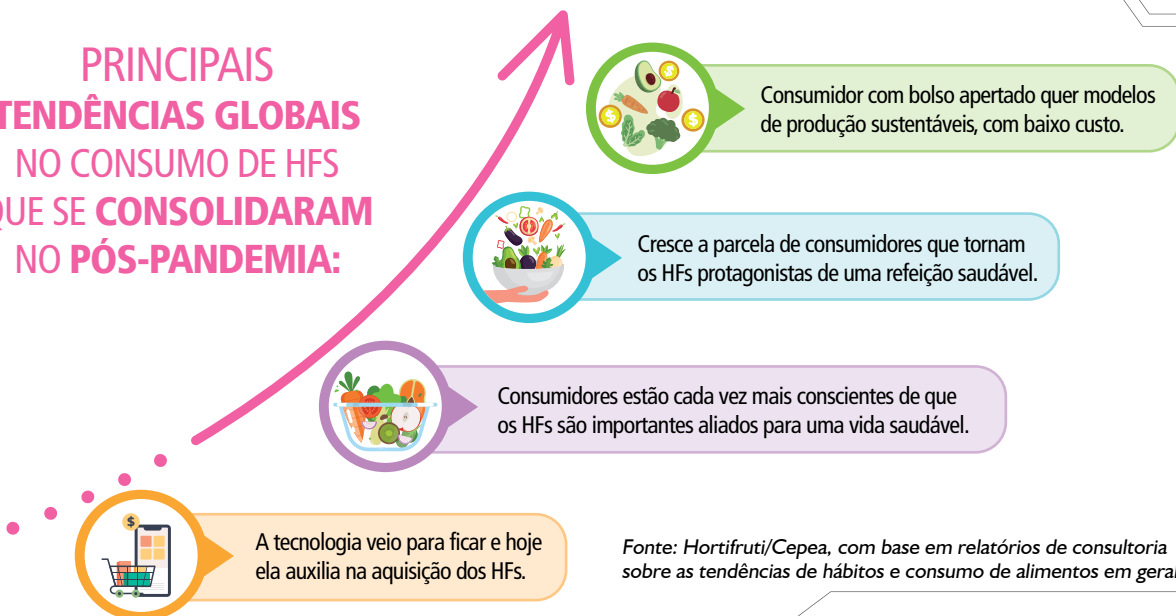 PRINCIPAIS
TENDÊNCIAS GLOBAIS
NO CONSUMO DE HFS
QUE SE CONSOLIDARAM
NO PÓS-PANDEMIA:
Consumidor com bolso apertado quer modelos
de produção sustentáveis, com baixo custo.
Cresce a parcela de consumidores que tornam
os HFs protagonistas de uma refeição saudável.
Consumidores estão cada vez mais conscientes de que
os HFs são importantes aliados para uma vida saudável.
A tecnologia veio para ficar e hoje
ela auxilia na aquisição dos HFs.
Fonte: Hortifruti/Cepea, com base em relatórios de consultoria
sobre as tendências de hábitos e consumo de alimentos em geral